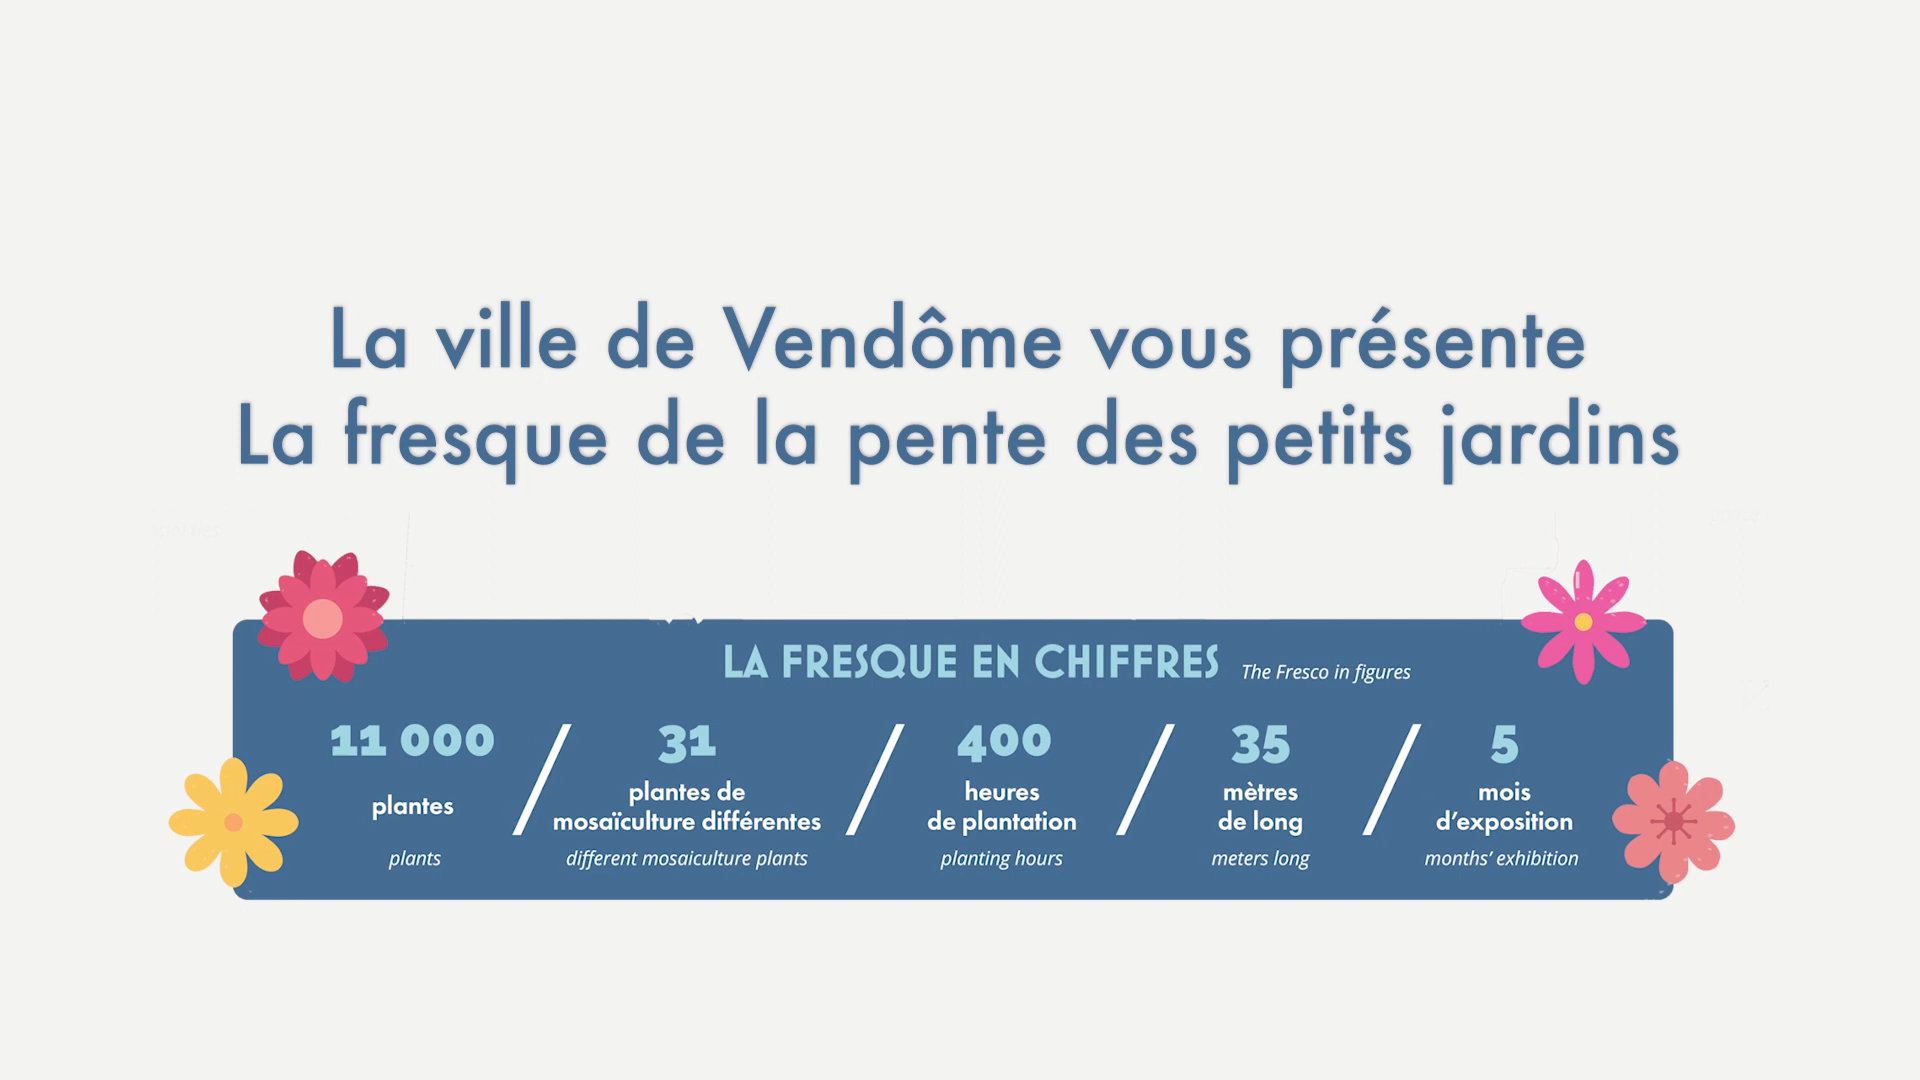 La ville de Vendôme vous présente
La fresque de la pente des petits jardins
LA FRESQUE EN CHIFFRES The Fresco in figures
11 000
plantes
plants
31
plantes de
mosaïculture différentes
different mosaiculture plants
400
heures
de plantation
planting hours
35
mètres
de long
meters long
5
mois
d’exposition
months’ exhibition